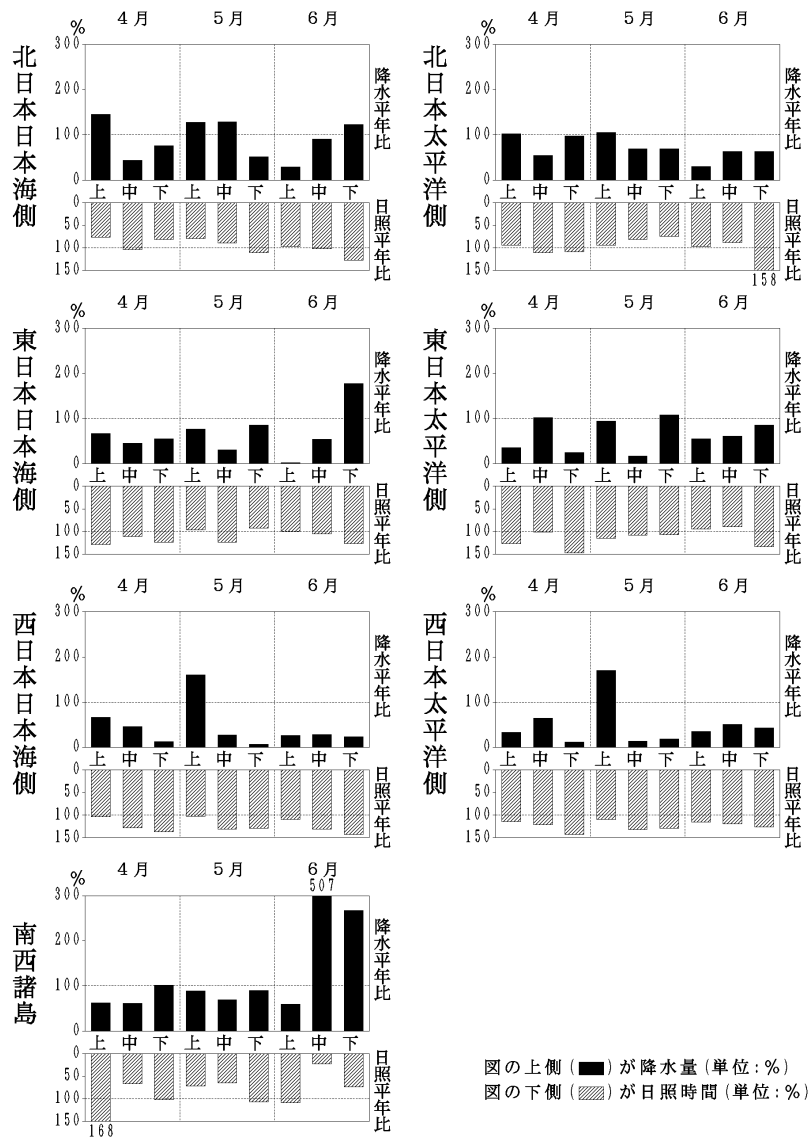 北日本日本海側
% 4月 5月 6月
300
200
100
0
降水平年比
上 中 下 上 中 下 上 中 下
0
50
100
150
日照平年比
北日本太平洋側
% 4月 5月 6月
300
200
100
0
降水平年比
上 中 下 上 中 下 上 中 下
0
50
100
150
日照平年比
158
東日本日本海側
% 4月 5月 6月
300
200
100
0
降水平年比
上 中 下 上 中 下 上 中 下
0
50
100
150
日照平年比
東日本太平洋側
% 4月 5月 6月
300
200
100
0
降水平年比
上 中 下 上 中 下 上 中 下
0
50
100
150
日照平年比
西日本日本海側
% 4月 5月 6月
300
200
100
0
降水平年比
上 中 下 上 中 下 上 中 下
0
50
100
150
日照平年比
西日本太平洋側
% 4月 5月 6月
300
200
100
0
降水平年比
上 中 下 上 中 下 上 中 下
0
50
100
150
日照平年比
南西諸島
% 4月 5月 6月
507
300
200
100
0
降水平年比
上 中 下 上 中 下 上 中 下
0
50
100
150
日照平年比
168
図の上側(■)が降水量(単位:%)
図の下側(▨)が日照時間(単位:%)